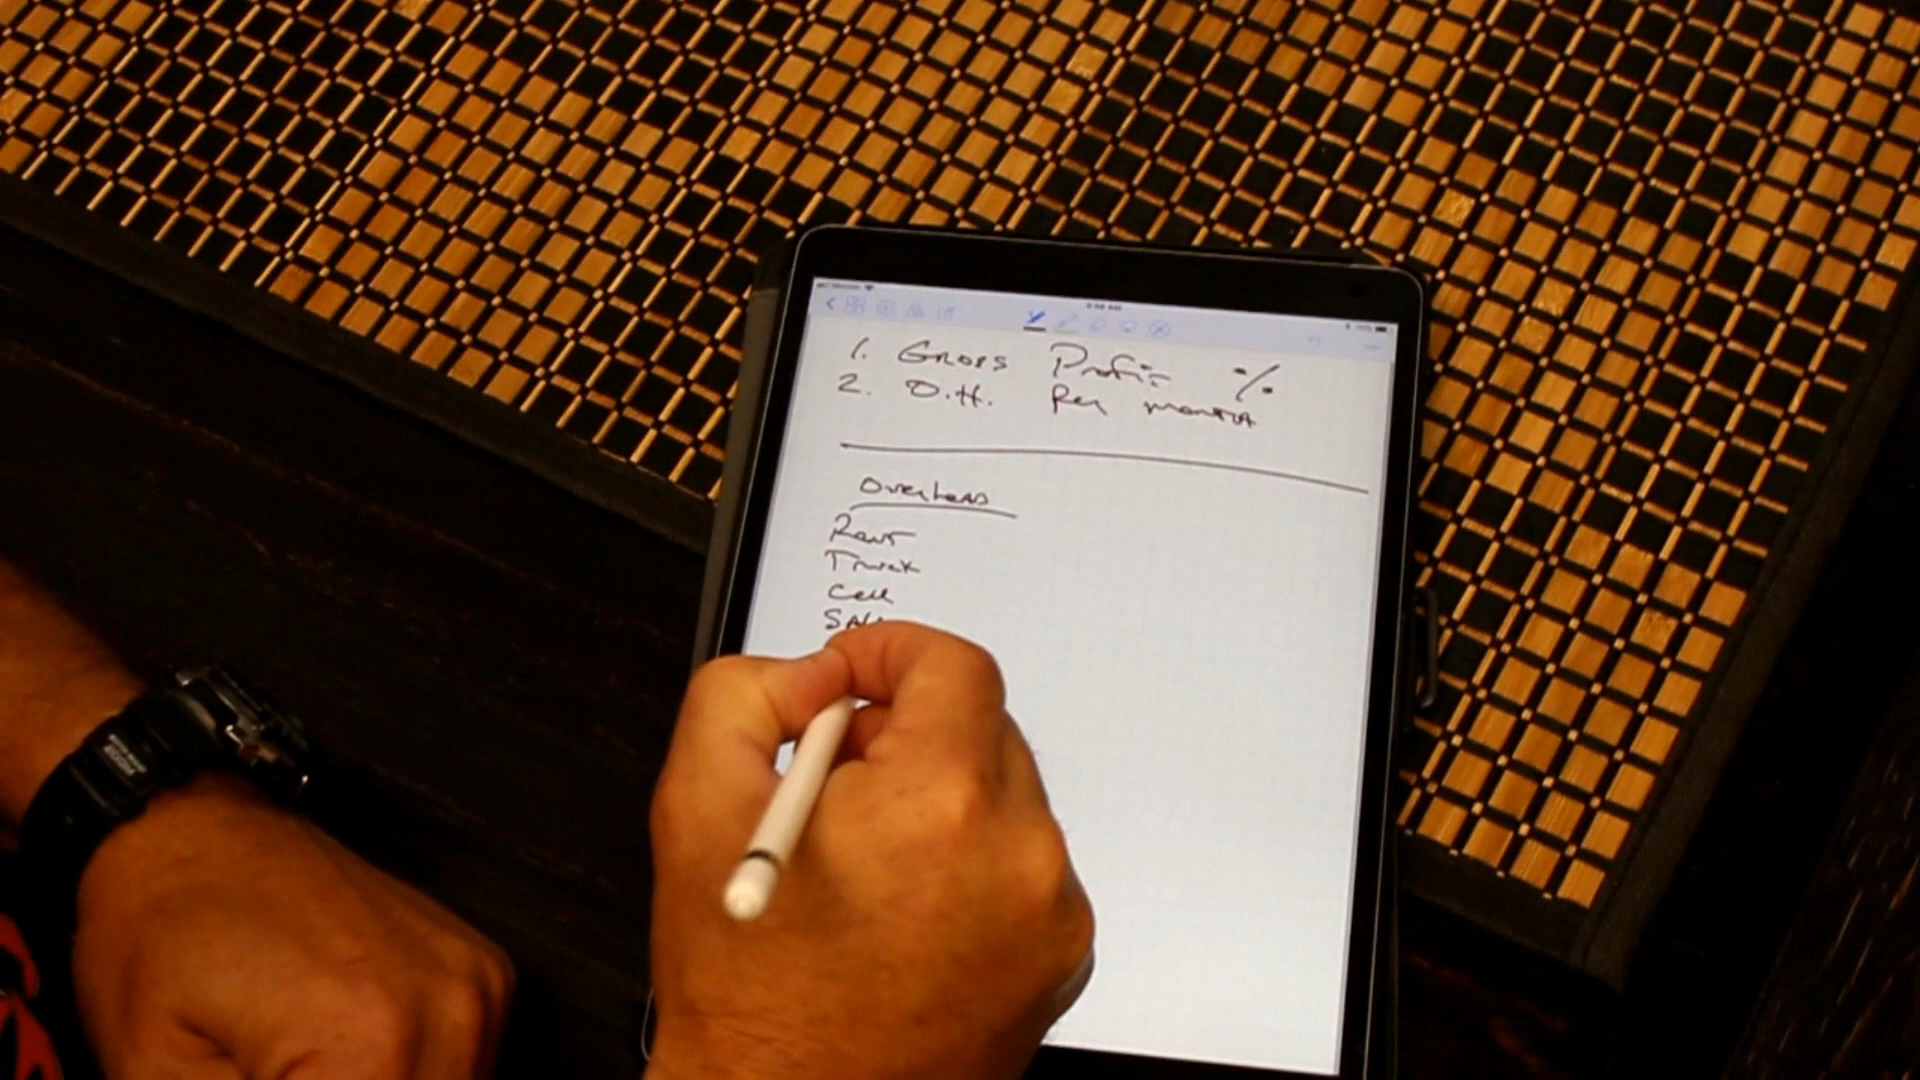 1. Gross Profit %
2. O.H. Per month
Overhead
Rent
Truck
Cell